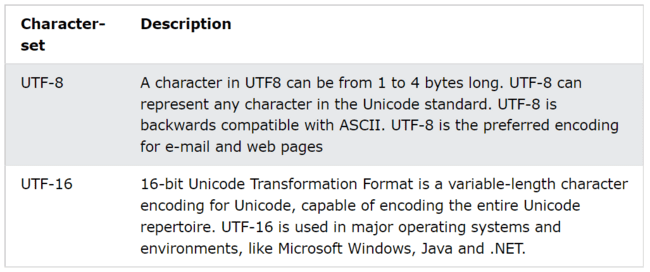 Character-
set
Description
UTF-8
A character in UTF8 can be from 1 to 4 bytes long. UTF-8 can
represent any character in the Unicode standard. UTF-8 is
backwards compatible with ASCII. UTF-8 is the preferred encoding
for e-mail and web pages
UTF-16
16-bit Unicode Transformation Format is a variable-length character
encoding for Unicode, capable of encoding the entire Unicode
repertoire. UTF-16 is used in major operating systems and
environments, like Microsoft Windows, Java and .NET.